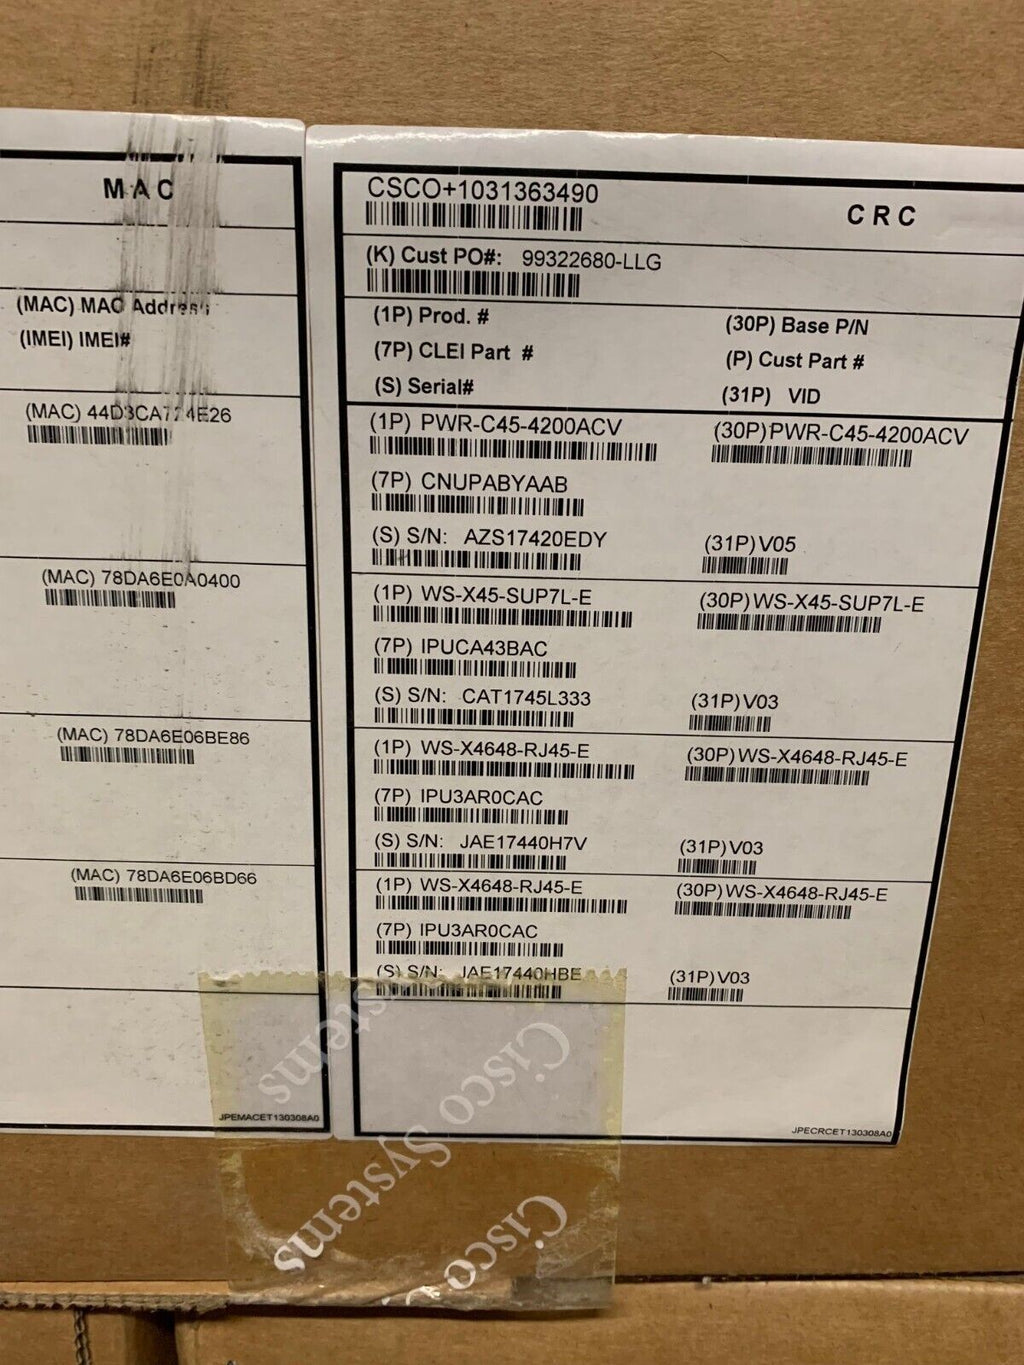 MAC
(MAC) MAC Address
(IMEI) IMEI#
(MAC)
(MAC) 78DA6E0A0400
(MAC) 78DA6E06BE86
(MAC) 78DA6E06BD66
JPEMACET130308A0
CSCO+1031363490
CRC
(K) Cust PO#: 99322680-LLG
(1P) Prod. # (30P) Base P/N
(7P) CLEI Part # (P) Cust Part #
(S) Serial# (31P) VID
(1P) PWR-C45-4200ACV (30P)PWR-C45-4200ACV
(7P) CNUPABYAAB
(S) S/N: AZS17420EDY (31P)V05
(1P) WS-X45-SUP7L-E (30P)WS-X45-SUP7L-E
(7P) IPUCA43BAC
(S) S/N: CAT1745L333 (31P)V03
(1P) WS-X4648-RJ45-E (30P)WS-X4648-RJ45-E
(7P) IPU3AR0CAC
(S) S/N: JAE17440H7V (31P)V03
(1P) WS-X4648-RJ45-E (30P)WS-X4648-RJ45-E
(7P) IPU3AR0CAC
(S) S/N: JAE17440HBE (31P)V03
JPECRCET130308A0
stems
Cisco Systems
Cisco